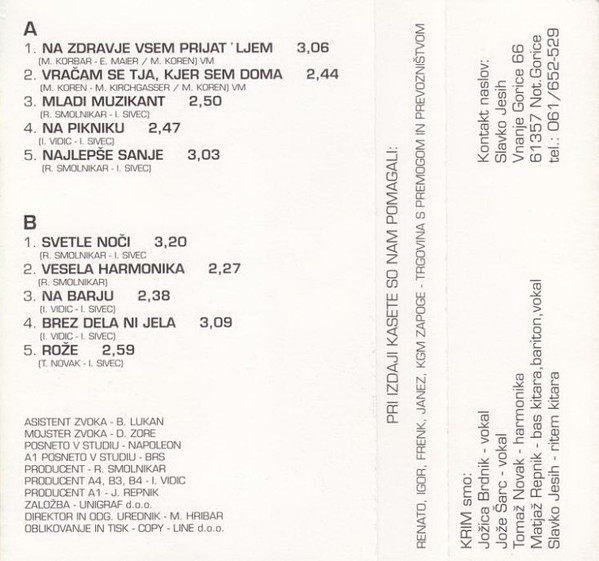 A
1. NA ZDRAVJE VSEM PRIJAT´LJEM 3,06
(M. KORBAR - E. MAIER / M. KOREN) VM
2. VRAČAM SE TJA, KJER SEM DOMA 2,44
(M. KOREN - M. KIRCHGASSER / M. KOREN) VM
3. MLADI MUZIKANT 2,50
(R. SMOLNIKAR - I. SIVEC)
4. NA PIKNIKU 2,47
(I. VIDIC - I. SIVEC)
5. NAJLEPŠE SANJE 3,03
(R. SMOLNIKAR - I. SIVEC)
B
1. SVETLE NOČI 3,20
(R. SMOLNIKAR - I. SIVEC
2. VESELA HARMONIKA 2,27
(R. SMOLNIKAR)
3. NA BARJU 2,38
(I. VIDIC - I. SIVEC)
4. BREZ DELA NI JELA 3,09
(I. VIDIC - I. SIVEC)
5. ROŽE 2,59
(T. NOVAK - I. SIVEC)
ASISTENT ZVOKA - B. LUKAN
MOJSTER ZVOKA - D. ZORE
POSNETO V STUDIU - NAPOLEON
A1 POSNETO V STUDIU - BRS
PRODUCENT - R. SMOLNIKAR
PRODUCENT A4, B3, B4 - I. VIDIC
PRODUCENT A1 - J. REPNIK
ZALOŽBA - UNIGRAF d.o.o.
DIREKTOR IN ODG. UREDNIK - M. HRIBAR
OBLIKOVANJE IN TISK - COPY - LINE d.o.o.
PRI IZDAJI KASETE SO NAM POMAGALI:
RENATO, IGOR, FRENK, JANEZ, KGM ZAPOGE - TRGOVINA S PREMOGOM IN PREVOZNIŠTVOM
KRIM smo:
Jožica Brdnik - vokal
Jože Šarc - vokal
Tomaž Novak - harmonika
Matjaž Repnik - bas kitara,bariton,vokal
Slavko Jesih - ritem kitara
Kontakt naslov:
Slavko Jesih
Vnanje Gorice 66
61357 Not.Gorice
tel.: 061/652-529